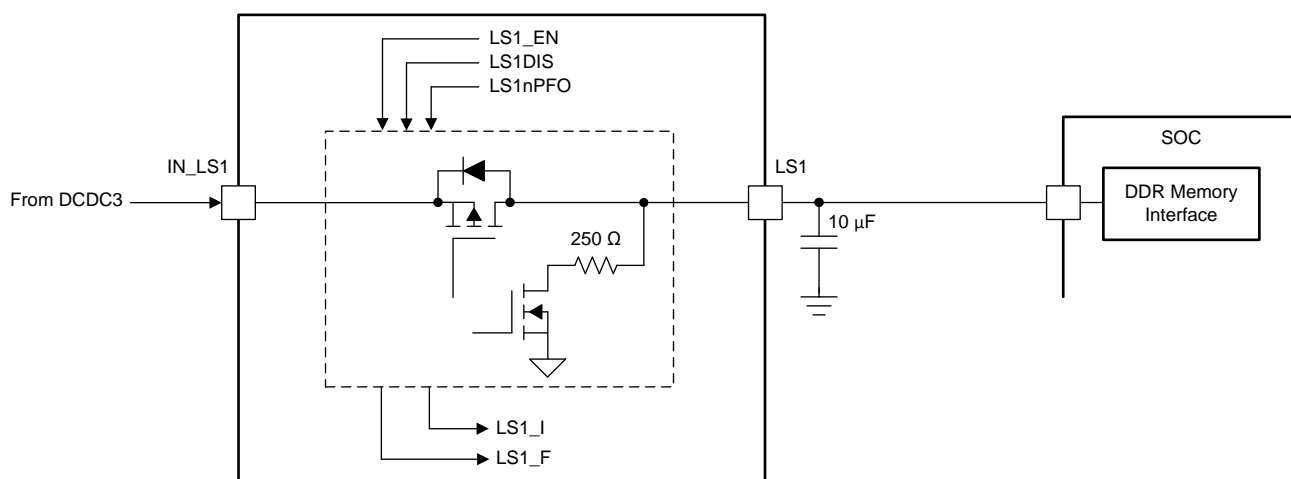 LS1_EN
LS1DIS
LS1nPFO
SOC
IN_LS1
LS1
From DCDC3
DDR Memory
Interface
10 µF
250 Ω
LS1_I
LS1_F